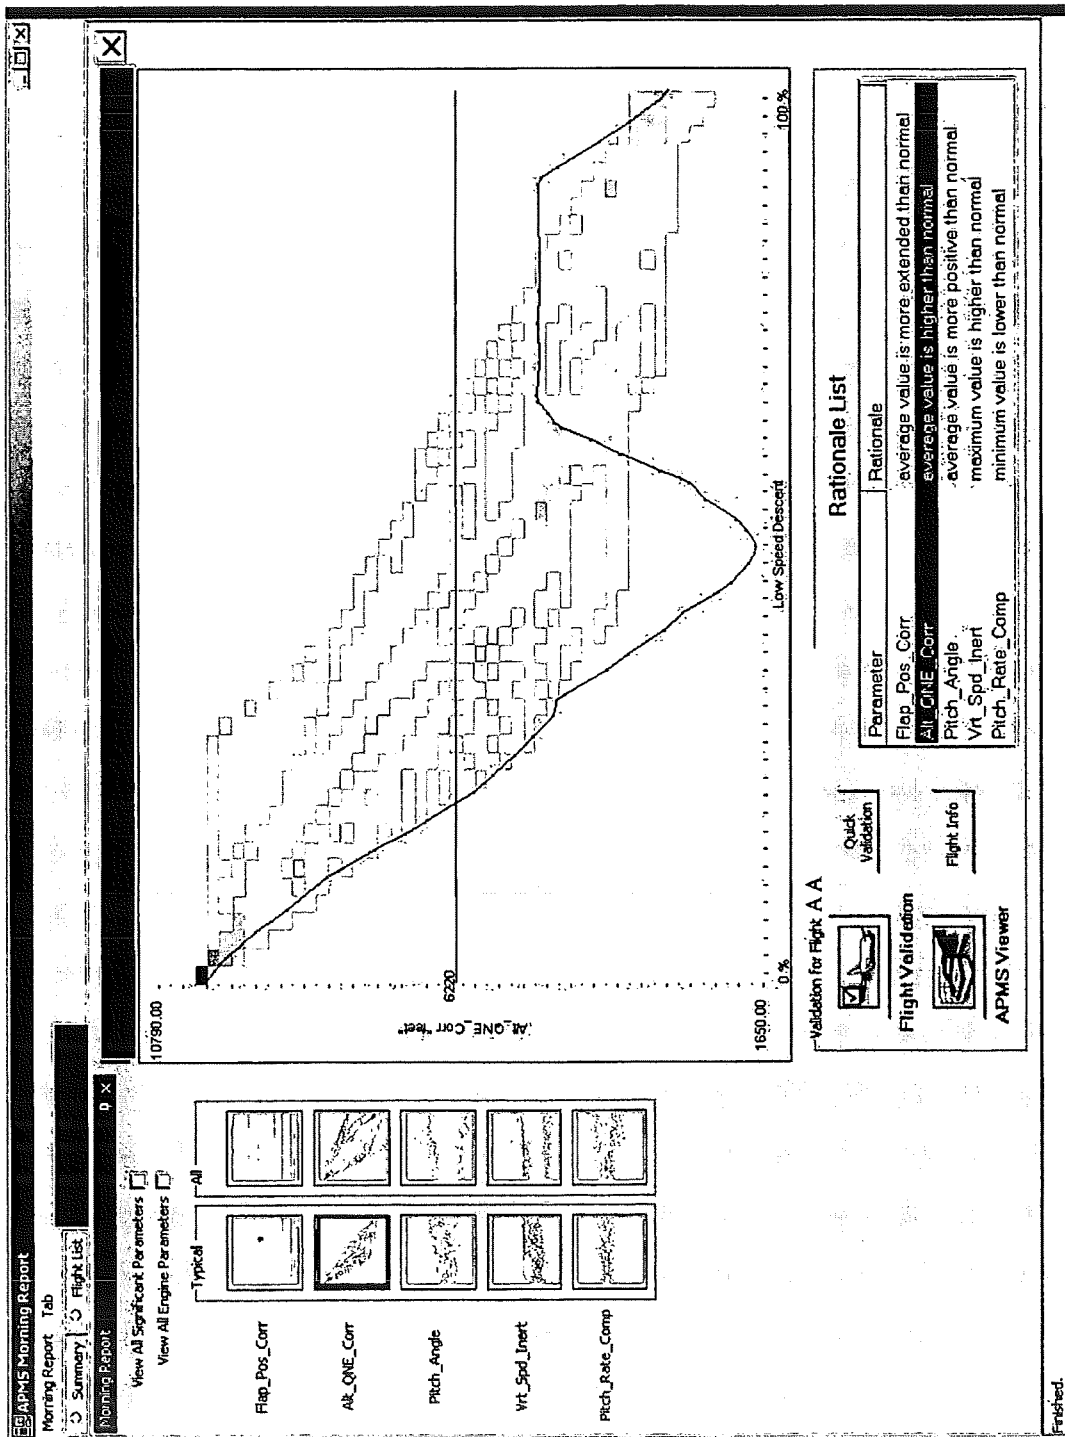 APMS Morning Report
Morning Report Tab
Summary
Flight List
Morning Report
View All Significant Parameters
View All Engine Parameters
Typical
All
Flap_Pos_Corr
Alt_QNE_Corr
Pitch_Angle
Vrt_Spd_Inert
Pitch_Rate_Comp
10790.00
Alt_QNE_Corr "feet"
6220
1650.00
0 %
Low Speed Descent
100 %
Validation for Flight A A
Flight Validation
Quick Validation
APMS Viewer
Flight Info
Rationale List
Parameter Rationale
Flap_Pos_Corr average value is more extended than normal
Alt_QNE_Corr average value is higher than normal
Pitch_Angle average value is more positive than normal
Vrt_Spd_Inert maximum value is higher than normal
Pitch_Rate_Comp minimum value is lower than normal
Finished.